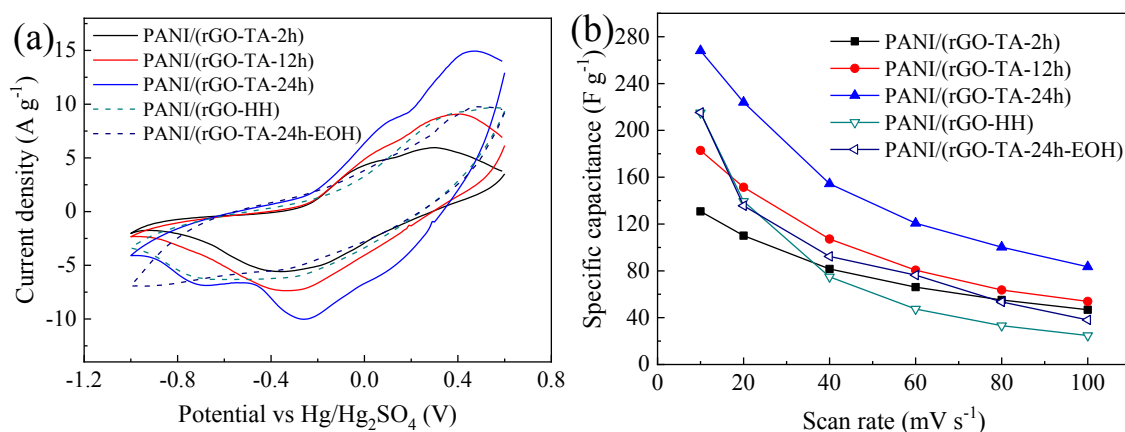 (a)
PANI/(rGO-TA-2h)
PANI/(rGO-TA-12h)
PANI/(rGO-TA-24h)
PANI/(rGO-HH)
PANI/(rGO-TA-24h-EOH)
15
10
5
0
-5
-10
Current density (A g⁻¹)
-1.2 -0.8 -0.4 0.0 0.4 0.8
Potential vs Hg/Hg₂SO₄ (V)
(b)
PANI/(rGO-TA-2h)
PANI/(rGO-TA-12h)
PANI/(rGO-TA-24h)
PANI/(rGO-HH)
PANI/(rGO-TA-24h-EOH)
280
240
200
160
120
80
40
0
Specific capacitance (F g⁻¹)
0 20 40 60 80 100
Scan rate (mV s⁻¹)